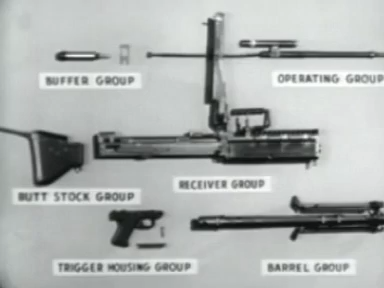 BUFFER GROUP
OPERATING GROUP
RECEIVER GROUP
BUTT STOCK GROUP
TRIGGER HOUSING GROUP
BARREL GROUP